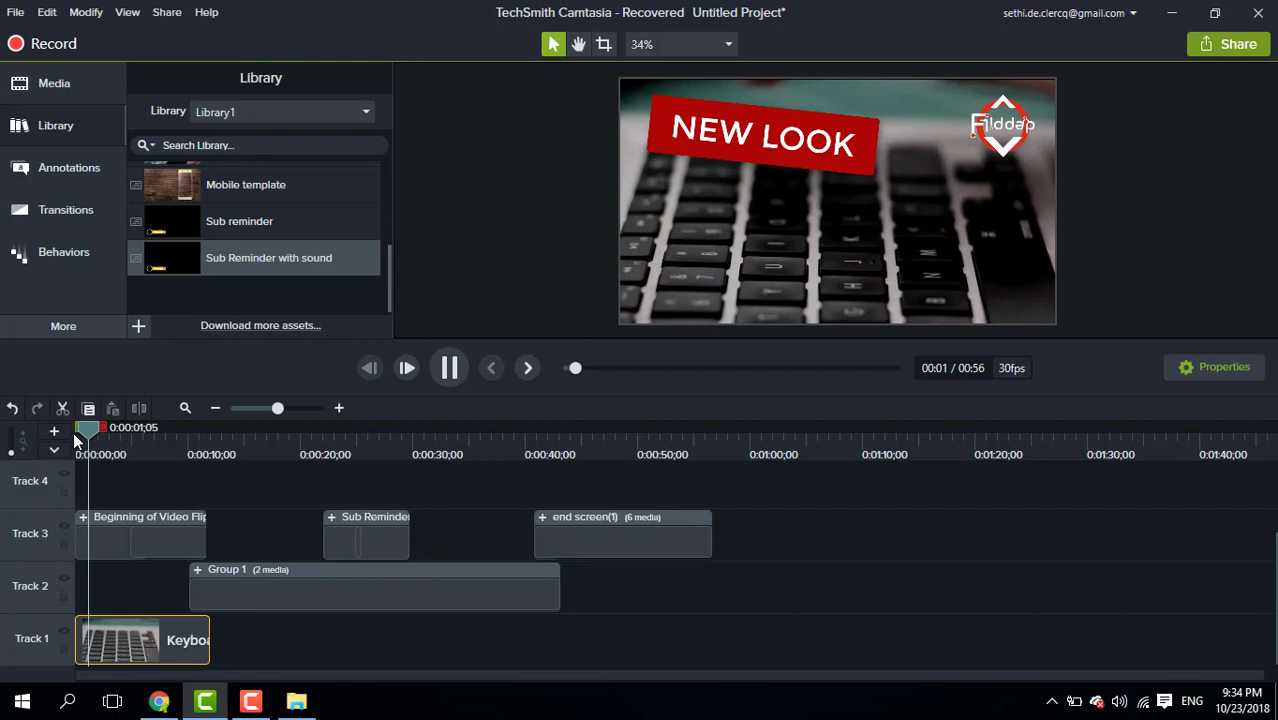 File Edit Modify View Share Help
TechSmith Camtasia - Recovered Untitled Project*
sethi.de.clercq@gmail.com
Record
34%
Share
Media
Library
Annotations
Transitions
Behaviors
More
Library
Library Library1
Search Library...
Mobile template
Sub reminder
Sub Reminder with sound
Download more assets...
NEW LOOK
00:01 / 00:56 30fps
Properties
0:00:01;05
0:00:00;00 0:00:10;00 0:00:20;00 0:00:30;00 0:00:40;00 0:00:50;00 0:01:00;00 0:01:10;00 0:01:20;00 0:01:30;00 0:01:40;00
Track 4
Track 3
Beginning of Video Flip
Sub Reminder
end screen(1) (6 media)
Track 2
Group 1 (2 media)
Track 1
Keyboa
ENG
9:34 PM
10/23/2018